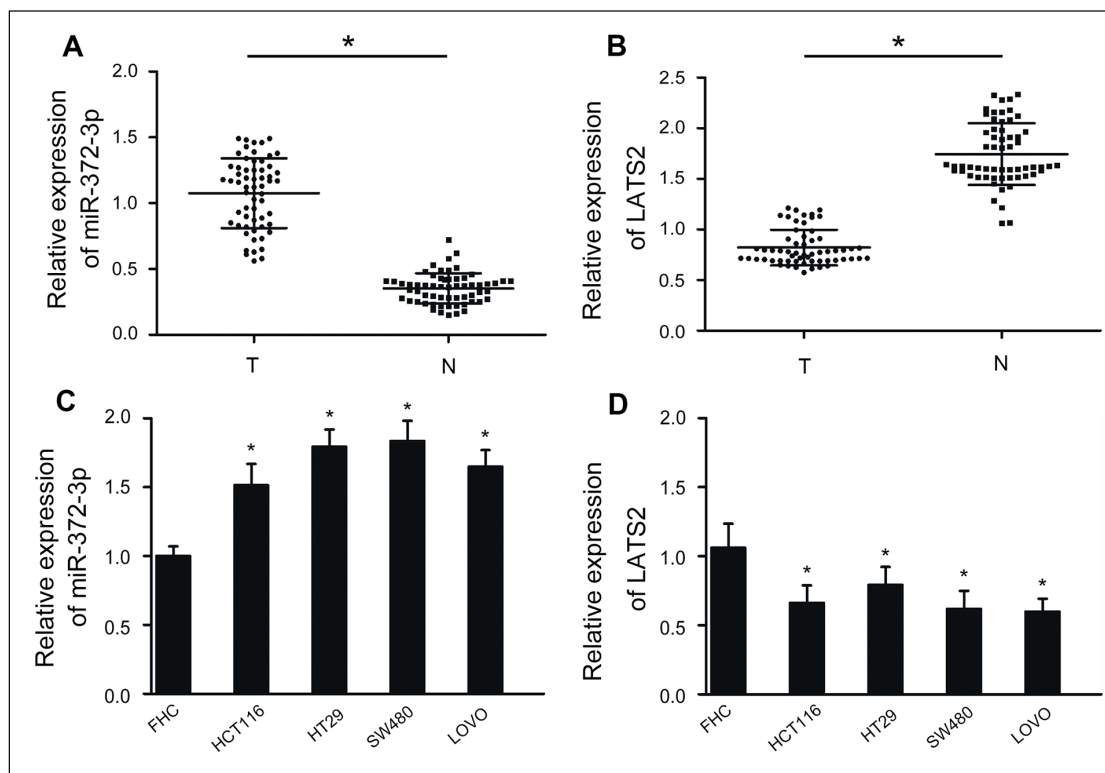 A
*
Relative expression
of miR-372-3p
2.0
1.5
1.0
0.5
0.0
T
N
B
*
Relative expression
of LATS2
2.5
2.0
1.5
1.0
0.5
0.0
T
N
C
Relative expression
of miR-372-3p
2.0
1.5
1.0
0.5
0.0
*
*
*
*
FHC
HCT116
HT29
SW480
LOVO
D
Relative expression
of LATS2
2.0
1.5
1.0
0.5
0.0
*
*
*
*
FHC
HCT116
HT29
SW480
LOVO